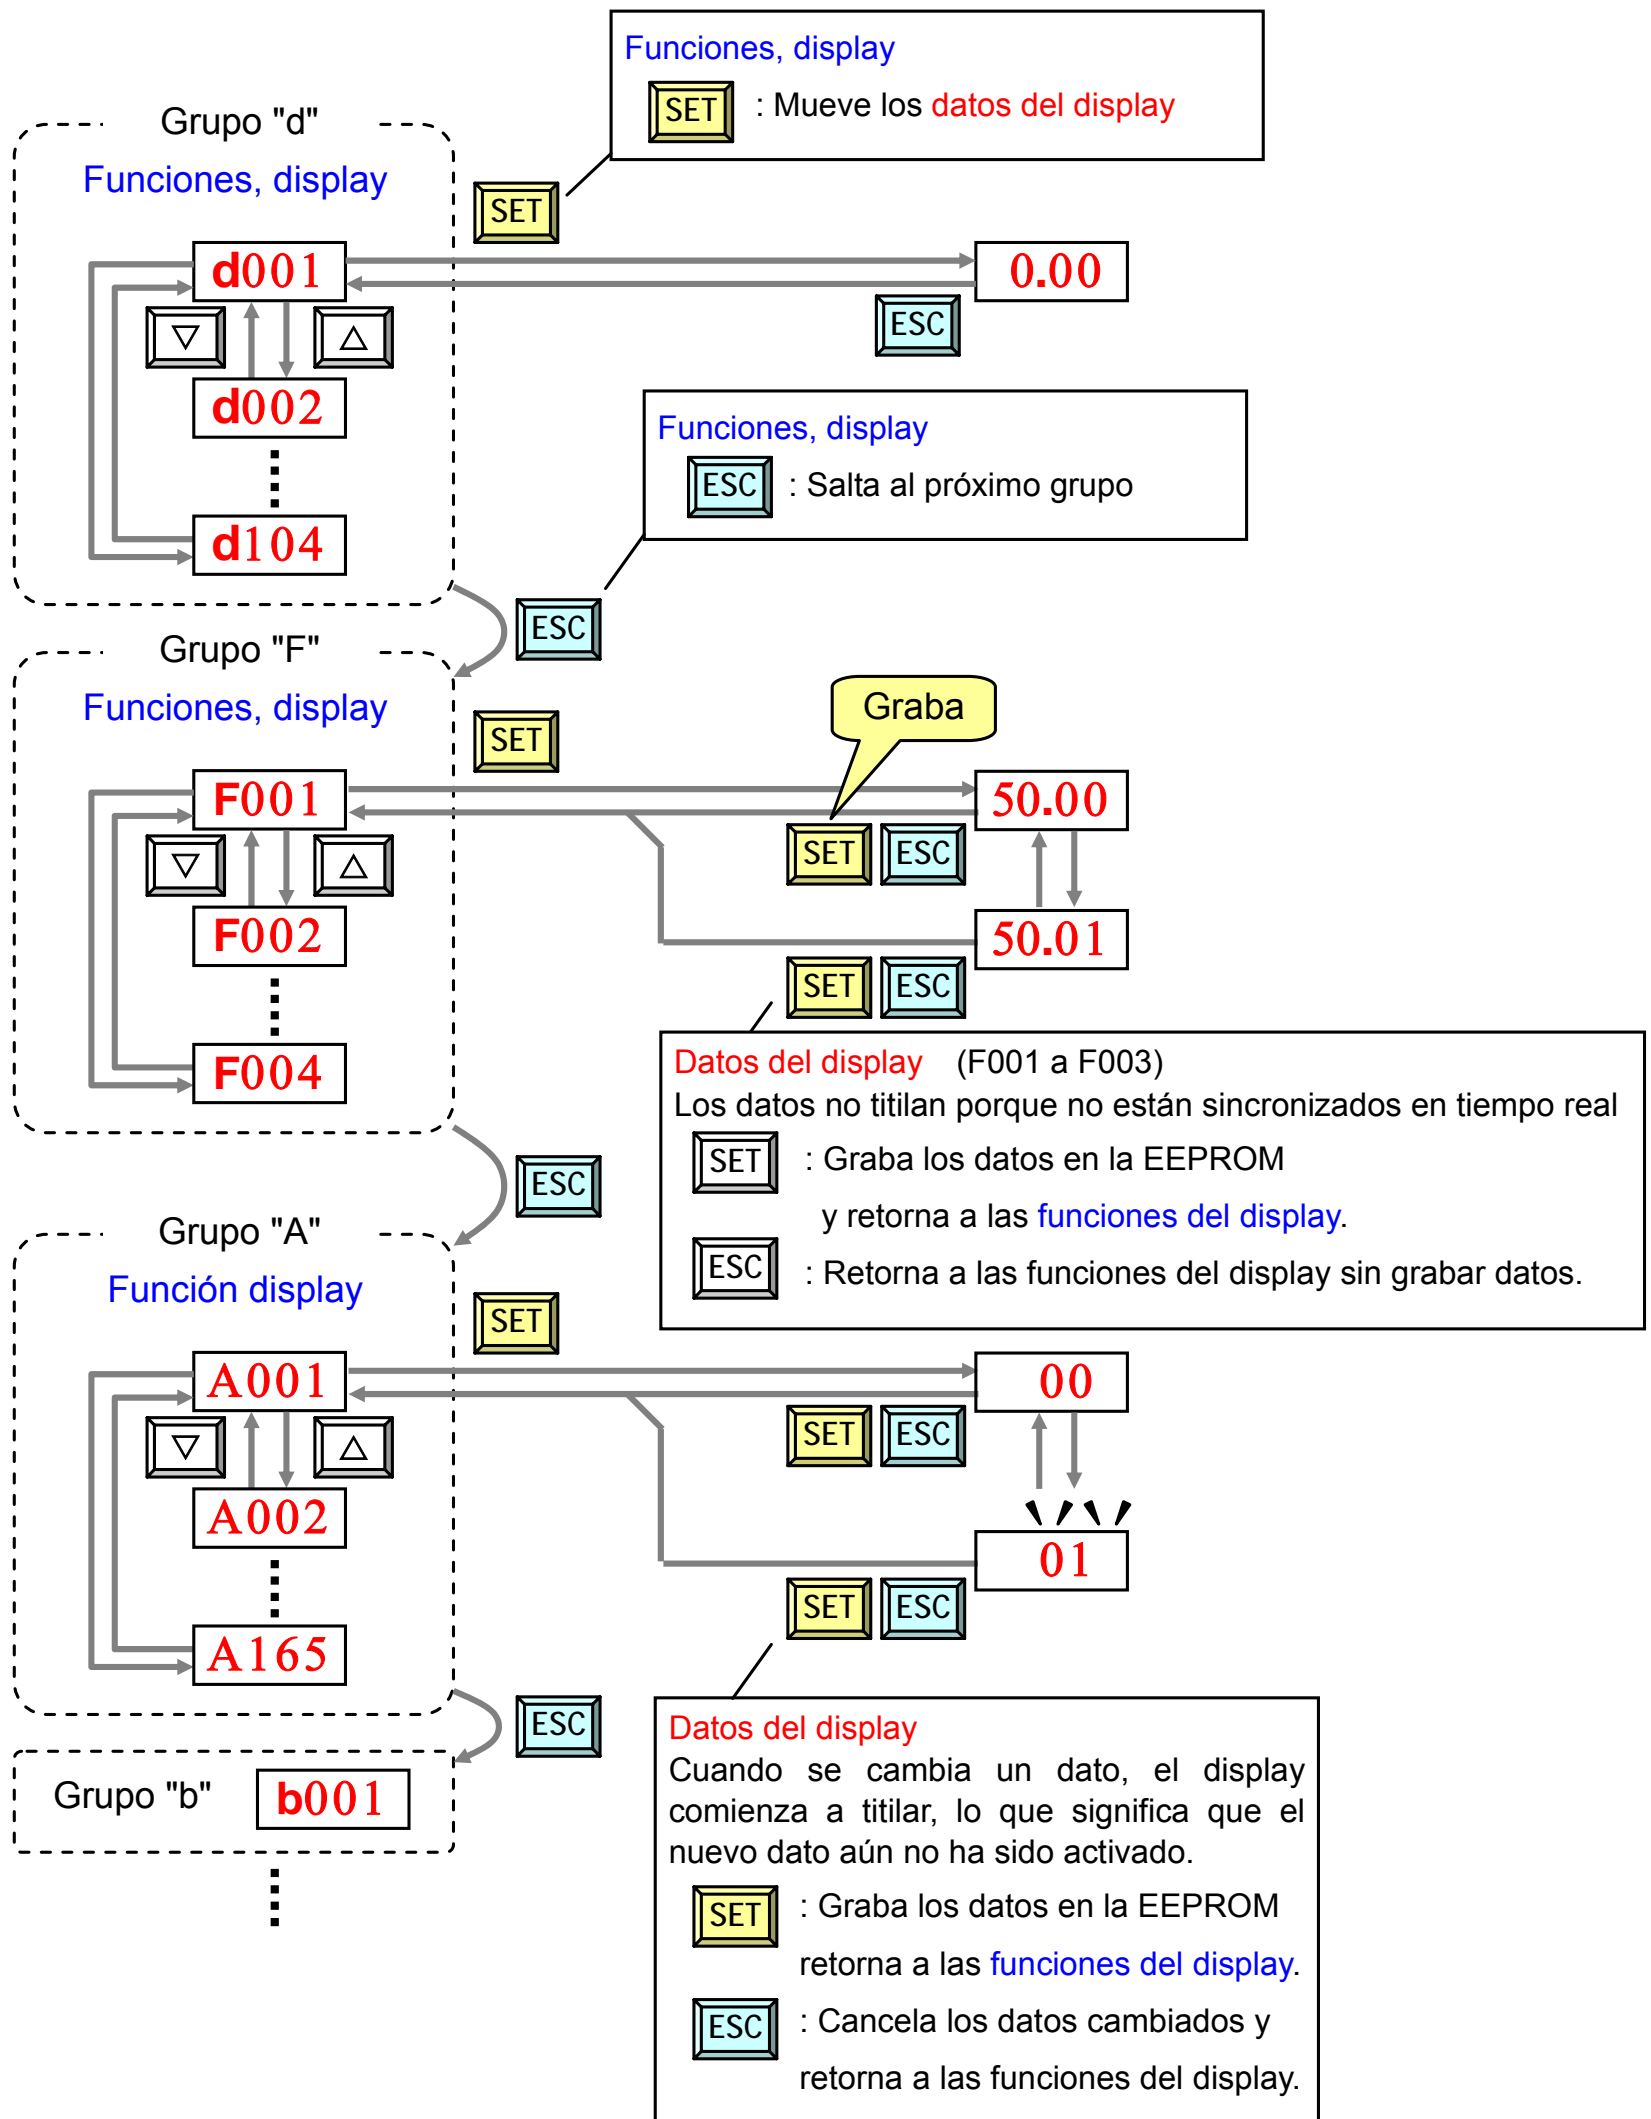 Funciones, display
SET : Mueve los datos del display
Grupo "d"
Funciones, display
SET
d001
0.00
ESC
d002
Funciones, display
ESC : Salta al próximo grupo
d104
ESC
Grupo "F"
Funciones, display
SET
Graba
F001
50.00
SET ESC
F002
50.01
SET ESC
F004
Datos del display (F001 a F003)
Los datos no titilan porque no están sincronizados en tiempo real
SET : Graba los datos en la EEPROM
y retorna a las funciones del display.
ESC : Retorna a las funciones del display sin grabar datos.
ESC
Grupo "A"
Función display
SET
A001
00
SET ESC
A002
01
SET ESC
A165
ESC
Grupo "b" b001
Datos del display
Cuando se cambia un dato, el display
comienza a titilar, lo que significa que el
nuevo dato aún no ha sido activado.
SET : Graba los datos en la EEPROM
retorna a las funciones del display.
ESC : Cancela los datos cambiados y
retorna a las funciones del display.